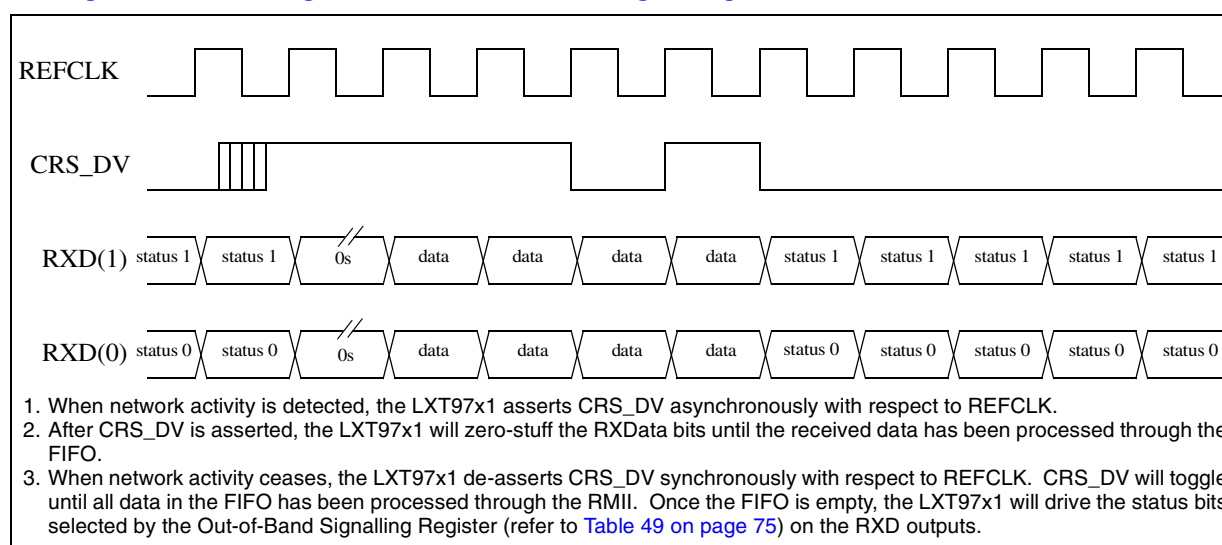 REFCLK
CRS_DV
RXD(1) status 1 status 1 0s data data data data status 1 status 1 status 1 status 1 status 1
RXD(0) status 0 status 0 0s data data data data status 0 status 0 status 0 status 0 status 0
1. When network activity is detected, the LXT97x1 asserts CRS_DV asynchronously with respect to REFCLK.
2. After CRS_DV is asserted, the LXT97x1 will zero-stuff the RXData bits until the received data has been processed through the
FIFO.
3. When network activity ceases, the LXT97x1 de-asserts CRS_DV synchronously with respect to REFCLK. CRS_DV will toggle
until all data in the FIFO has been processed through the RMII. Once the FIFO is empty, the LXT97x1 will drive the status bits
selected by the Out-of-Band Signalling Register (refer to Table 49 on page 75) on the RXD outputs.